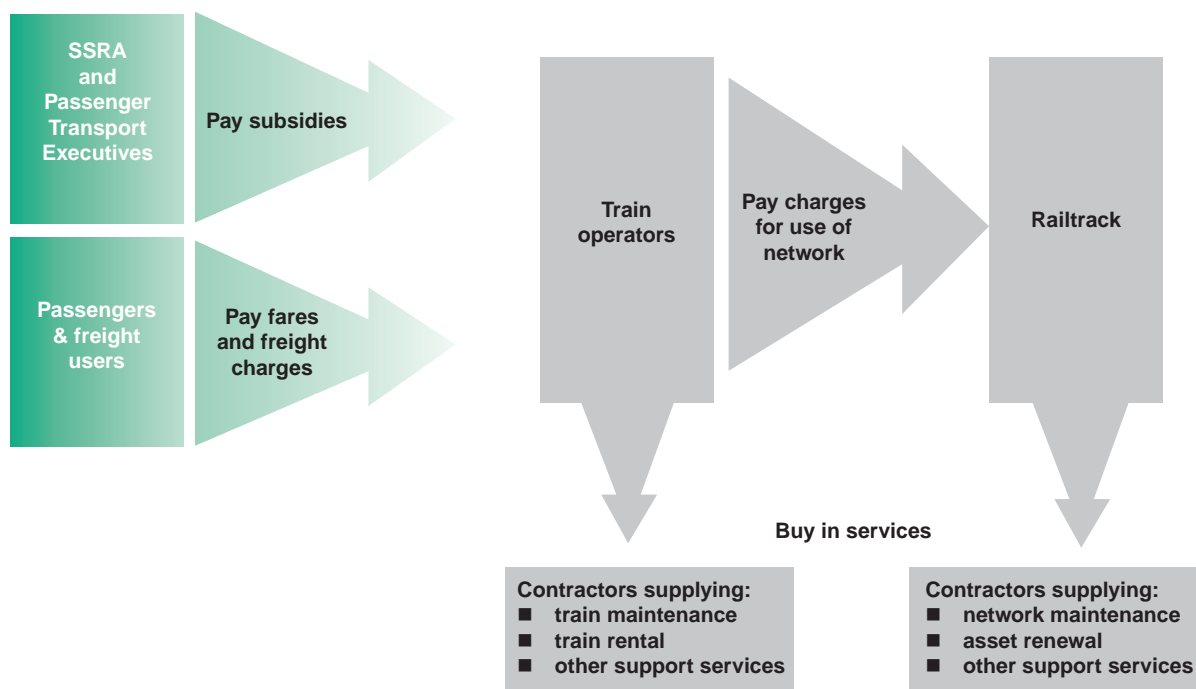 SSRA
and
Passenger
Transport
Executives
Pay subsidies
Passengers
& freight
users
Pay fares
and freight
charges
Train
operators
Pay charges
for use of
network
Railtrack
Buy in services
Contractors supplying:
■ train maintenance
■ train rental
■ other support services
Contractors supplying:
■ network maintenance
■ asset renewal
■ other support services